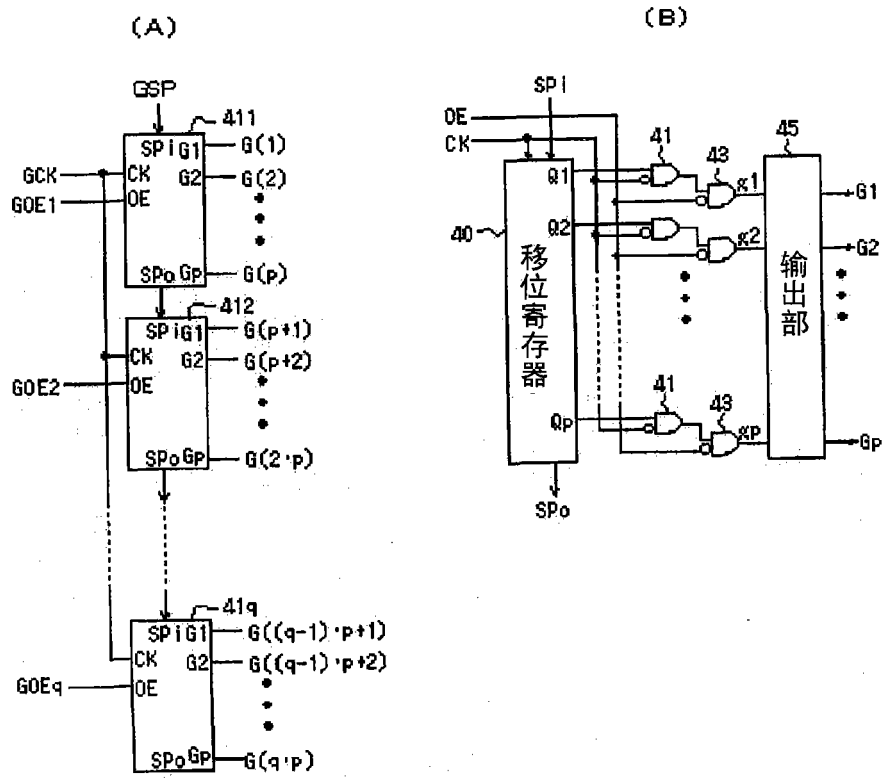 (A)
GSP
411
SPi G1 G(1)
GCK CK G2 G(2)
GOE1 OE
SPo Gp G(p)
412
SPi G1 G(p+1)
CK G2 G(p+2)
GOE2 OE
SPo Gp G(2·p)
41q
SPi G1 G((q-1)·p+1)
CK G2 G((q-1)·p+2)
GOEq OE
SPo Gp G(q·p)
(B)
SPi
OE
CK
41
43
45
Q1
g1
G1
40
Q2
g2
G2
移位寄存器
输出部
41
43
Qp
gp
Gp
SPo